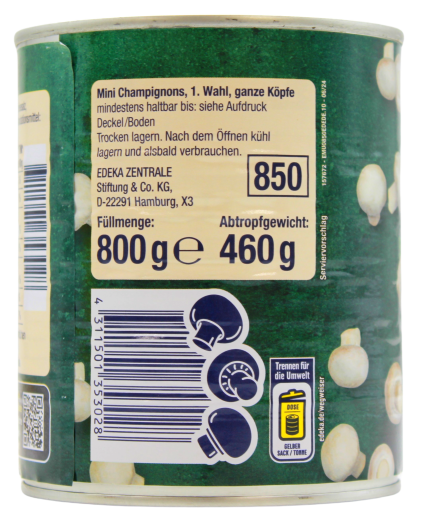 Mini Champignons, 1. Wahl, ganze Köpfe
mindestens haltbar bis: siehe Aufdruck
Deckel/Boden
Trocken lagern. Nach dem Öffnen kühl
lagern und alsbald verbrauchen.
EDEKA ZENTRALE
Stiftung & Co. KG,
D-22291 Hamburg, X3
850
Füllmenge: Abtropfgewicht:
800 g ℮ 460 g
Serviervorschlag
4 311501 353028
Trennen für
die Umwelt
DOSE
GELBER
SACK / TONNE
edeka.de/wegweiser